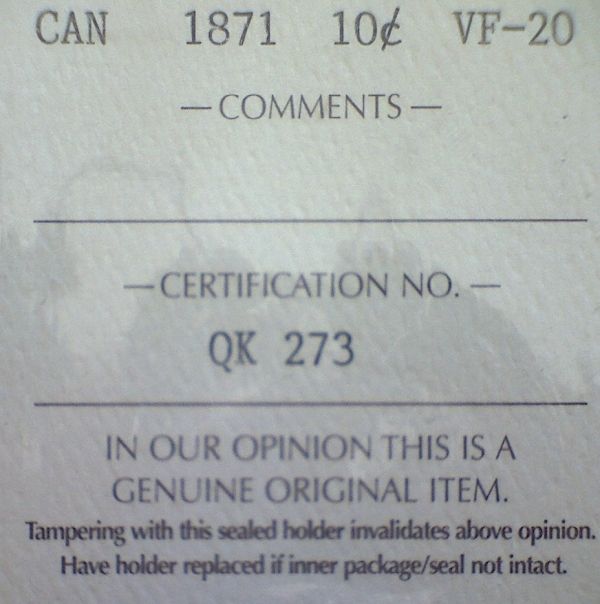 CAN 1871 10¢ VF-20
— COMMENTS —
— CERTIFICATION NO. —
QK 273
IN OUR OPINION THIS IS A
GENUINE ORIGINAL ITEM.
Tampering with this sealed holder invalidates above opinion.
Have holder replaced if inner package/seal not intact.